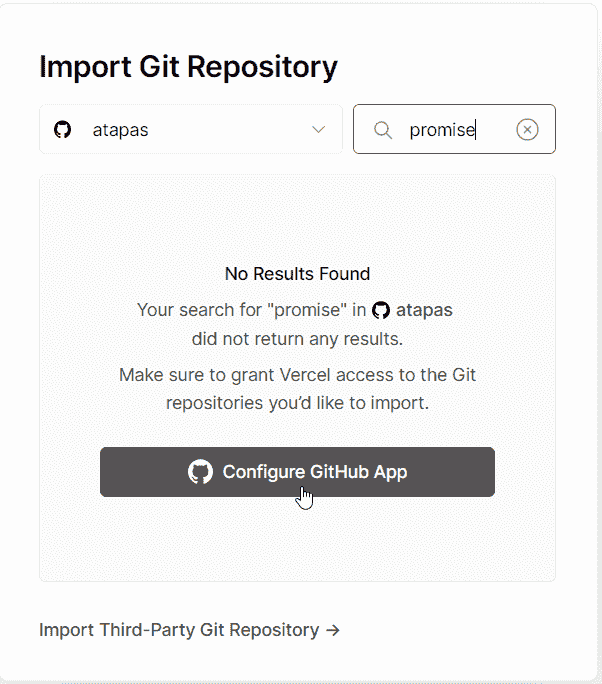 Import Git Repository
atapas
promise
No Results Found
Your search for "promise" in atapas
did not return any results.
Make sure to grant Vercel access to the Git
repositories you’d like to import.
Configure GitHub App
Import Third-Party Git Repository →